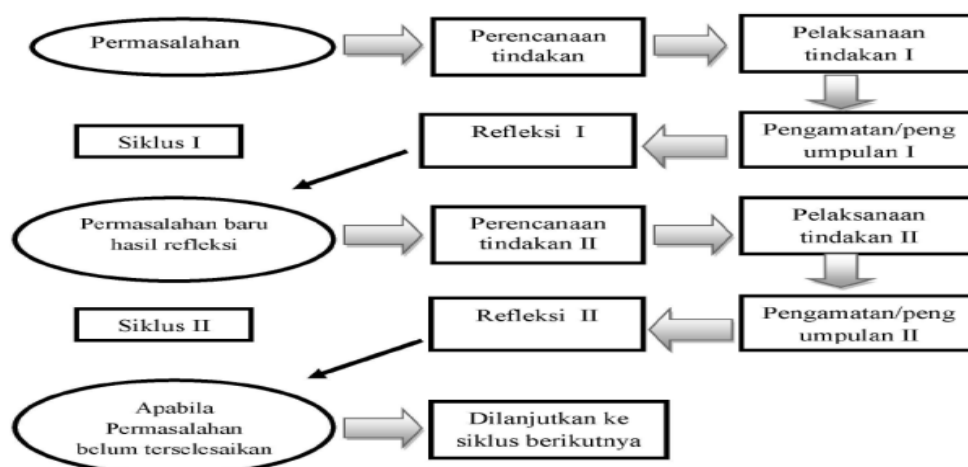 Permasalahan
Perencanaan
tindakan
Pelaksanaan
tindakan I
Siklus I
Refleksi I
Pengamatan/peng
umpulan I
Permasalahan baru
hasil refleksi
Perencanaan
tindakan II
Pelaksanaan
tindakan II
Siklus II
Refleksi II
Pengamatan/peng
umpulan II
Apabila
Permasalahan
belum terselesaikan
Dilanjutkan ke
siklus berikutnya